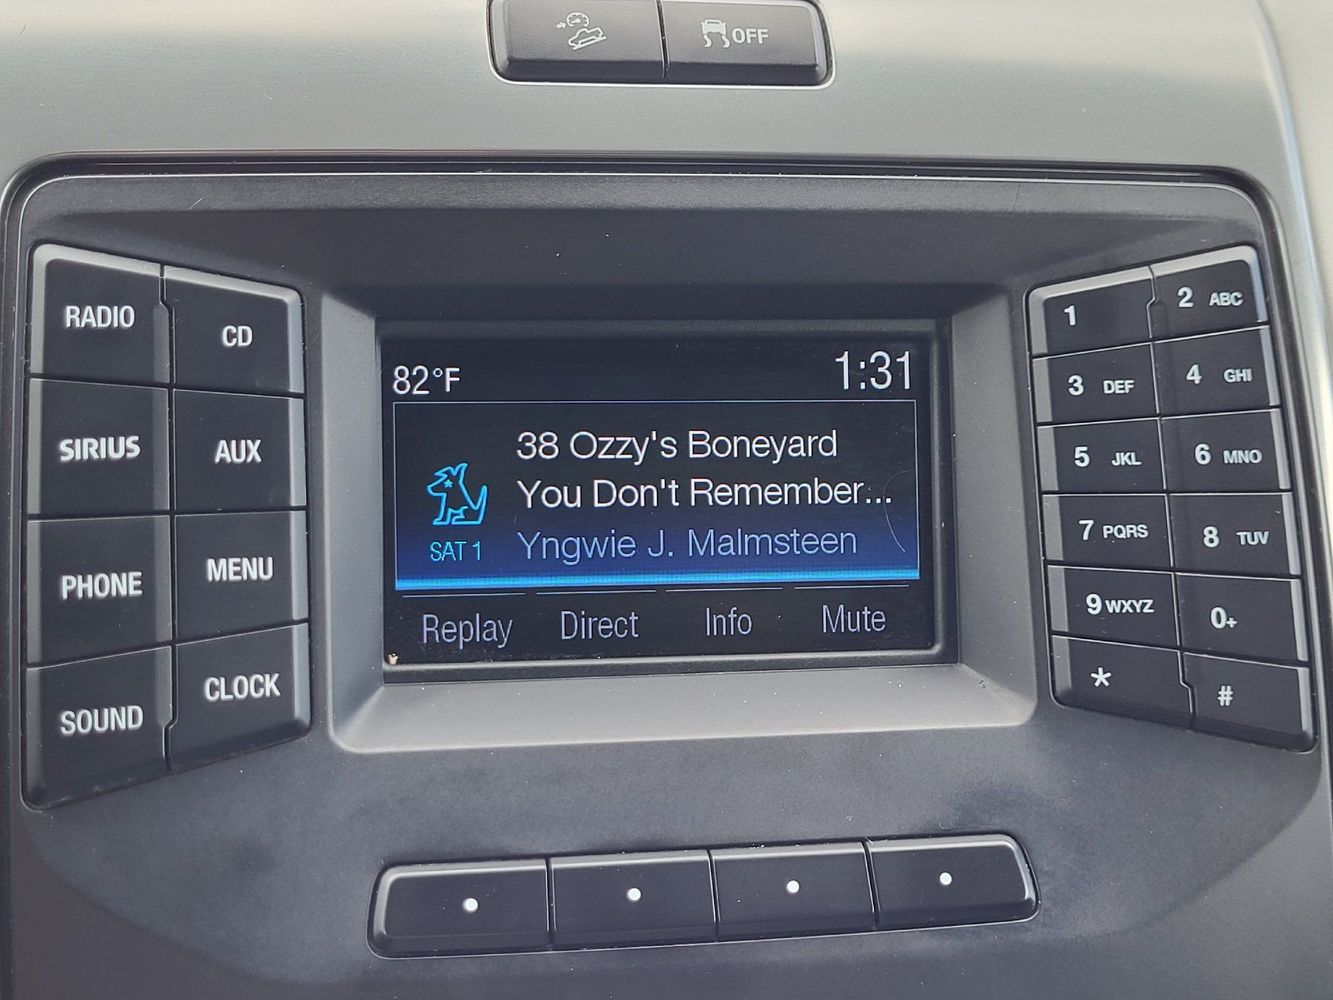 OFF
RADIO
CD
SIRIUS
AUX
PHONE
MENU
SOUND
CLOCK
82°F
1:31
38 Ozzy's Boneyard
You Don't Remember...
SAT 1
Yngwie J. Malmsteen
Replay
Direct
Info
Mute
1
2 ABC
3 DEF
4 GHI
5 JKL
6 MNO
7 PQRS
8 TUV
9 WXYZ
0+
*
#